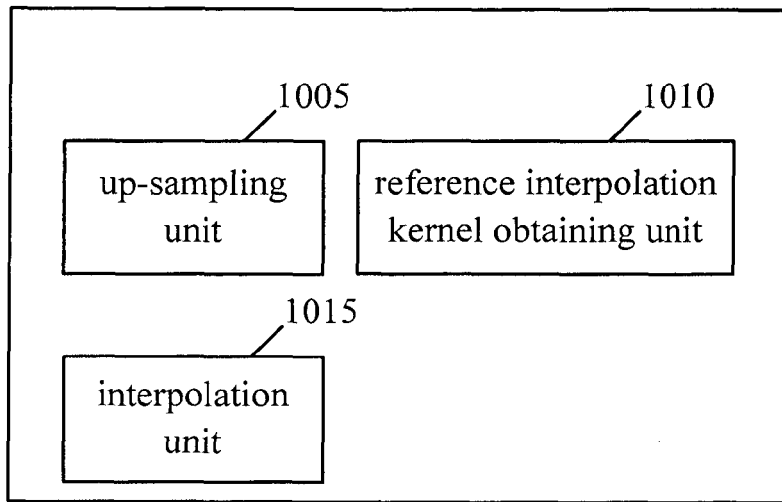 1005
1010
up-sampling
unit
reference interpolation
kernel obtaining unit
1015
interpolation
unit